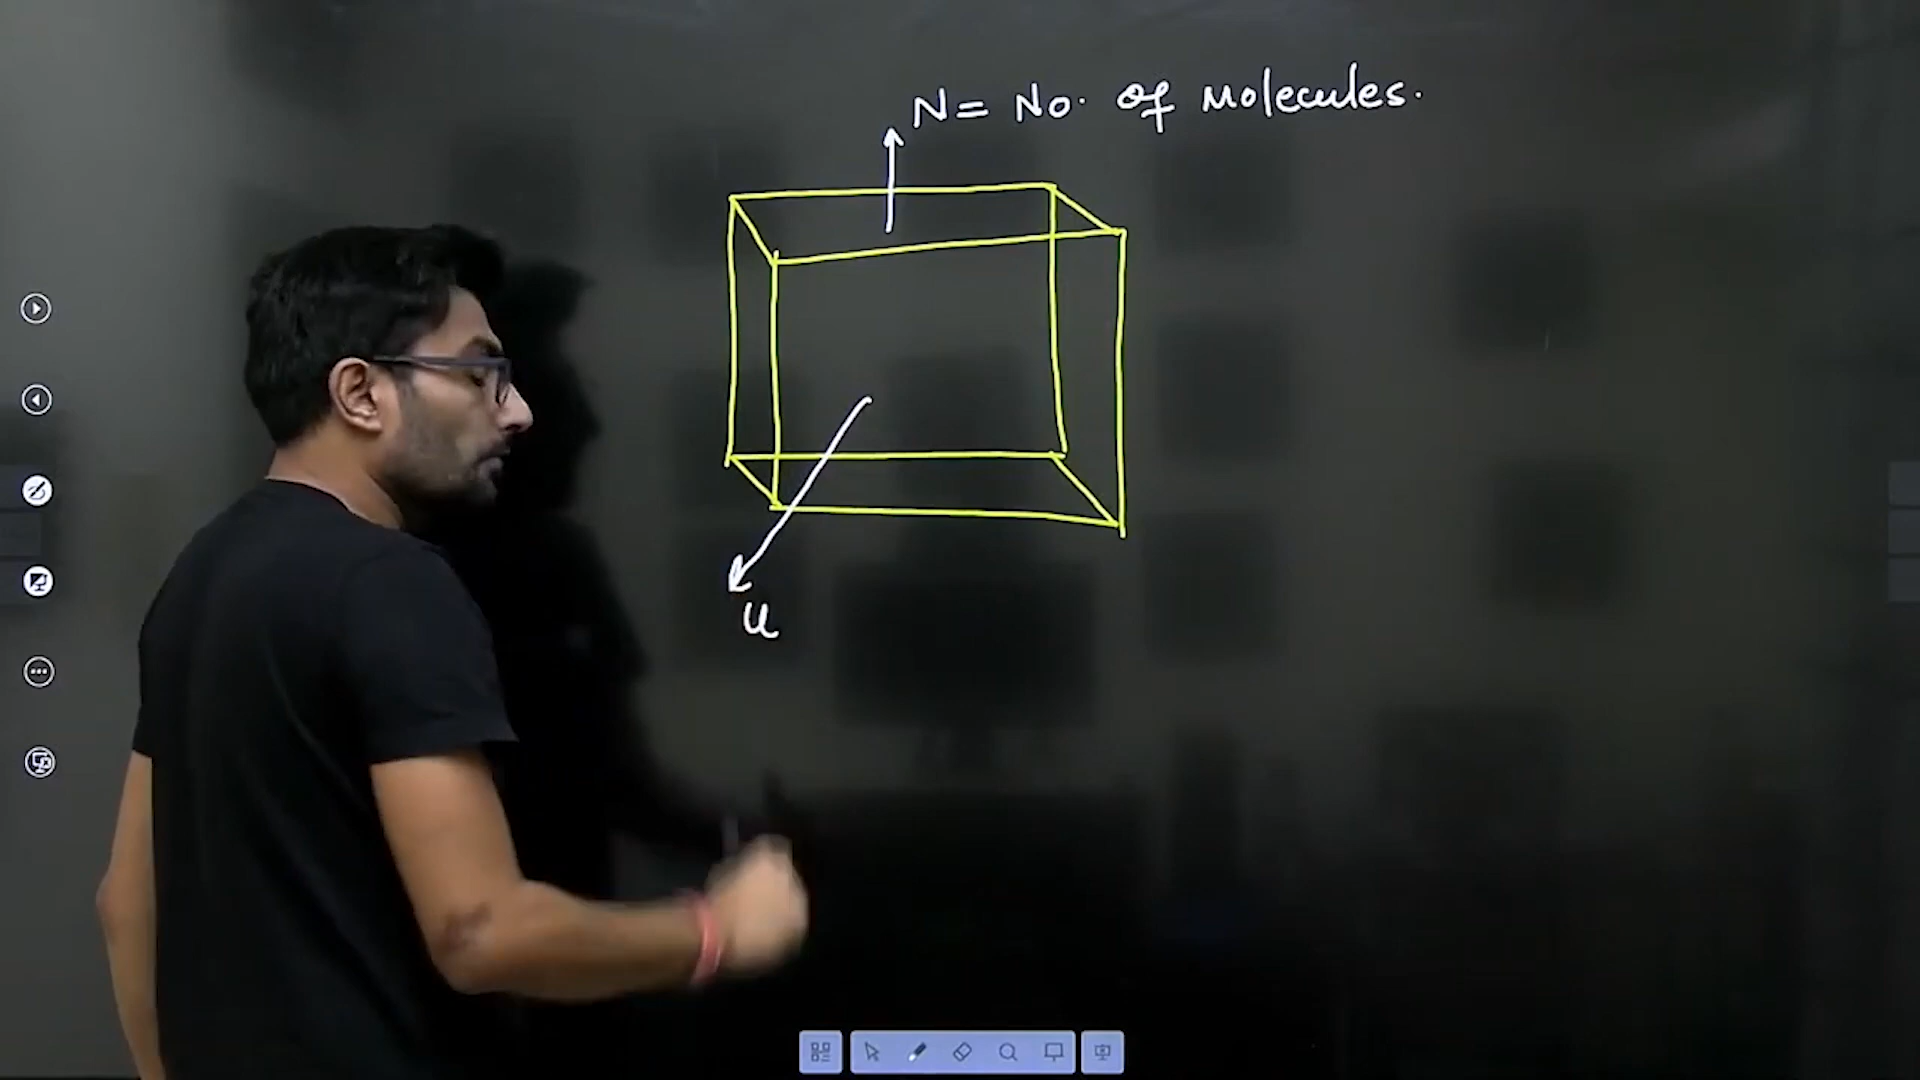 N = No. of Molecules.
u